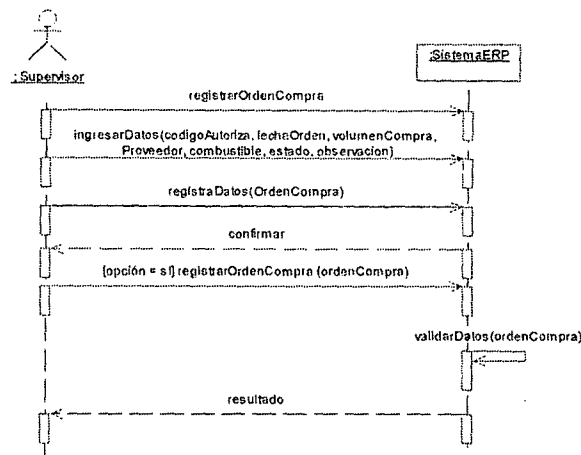 :SistemaERP
:Supervisor
registrarOrdenCompra
ingresarDatos(codigoAutoriza, fechaOrden, volumenCompra,
Proveedor, combustible, estado, observacion)
registraDatos(OrdenCompra)
confirmar
[opción = sí] registrarOrdenCompra (ordenCompra)
validarDatos(ordenCompra)
resultado